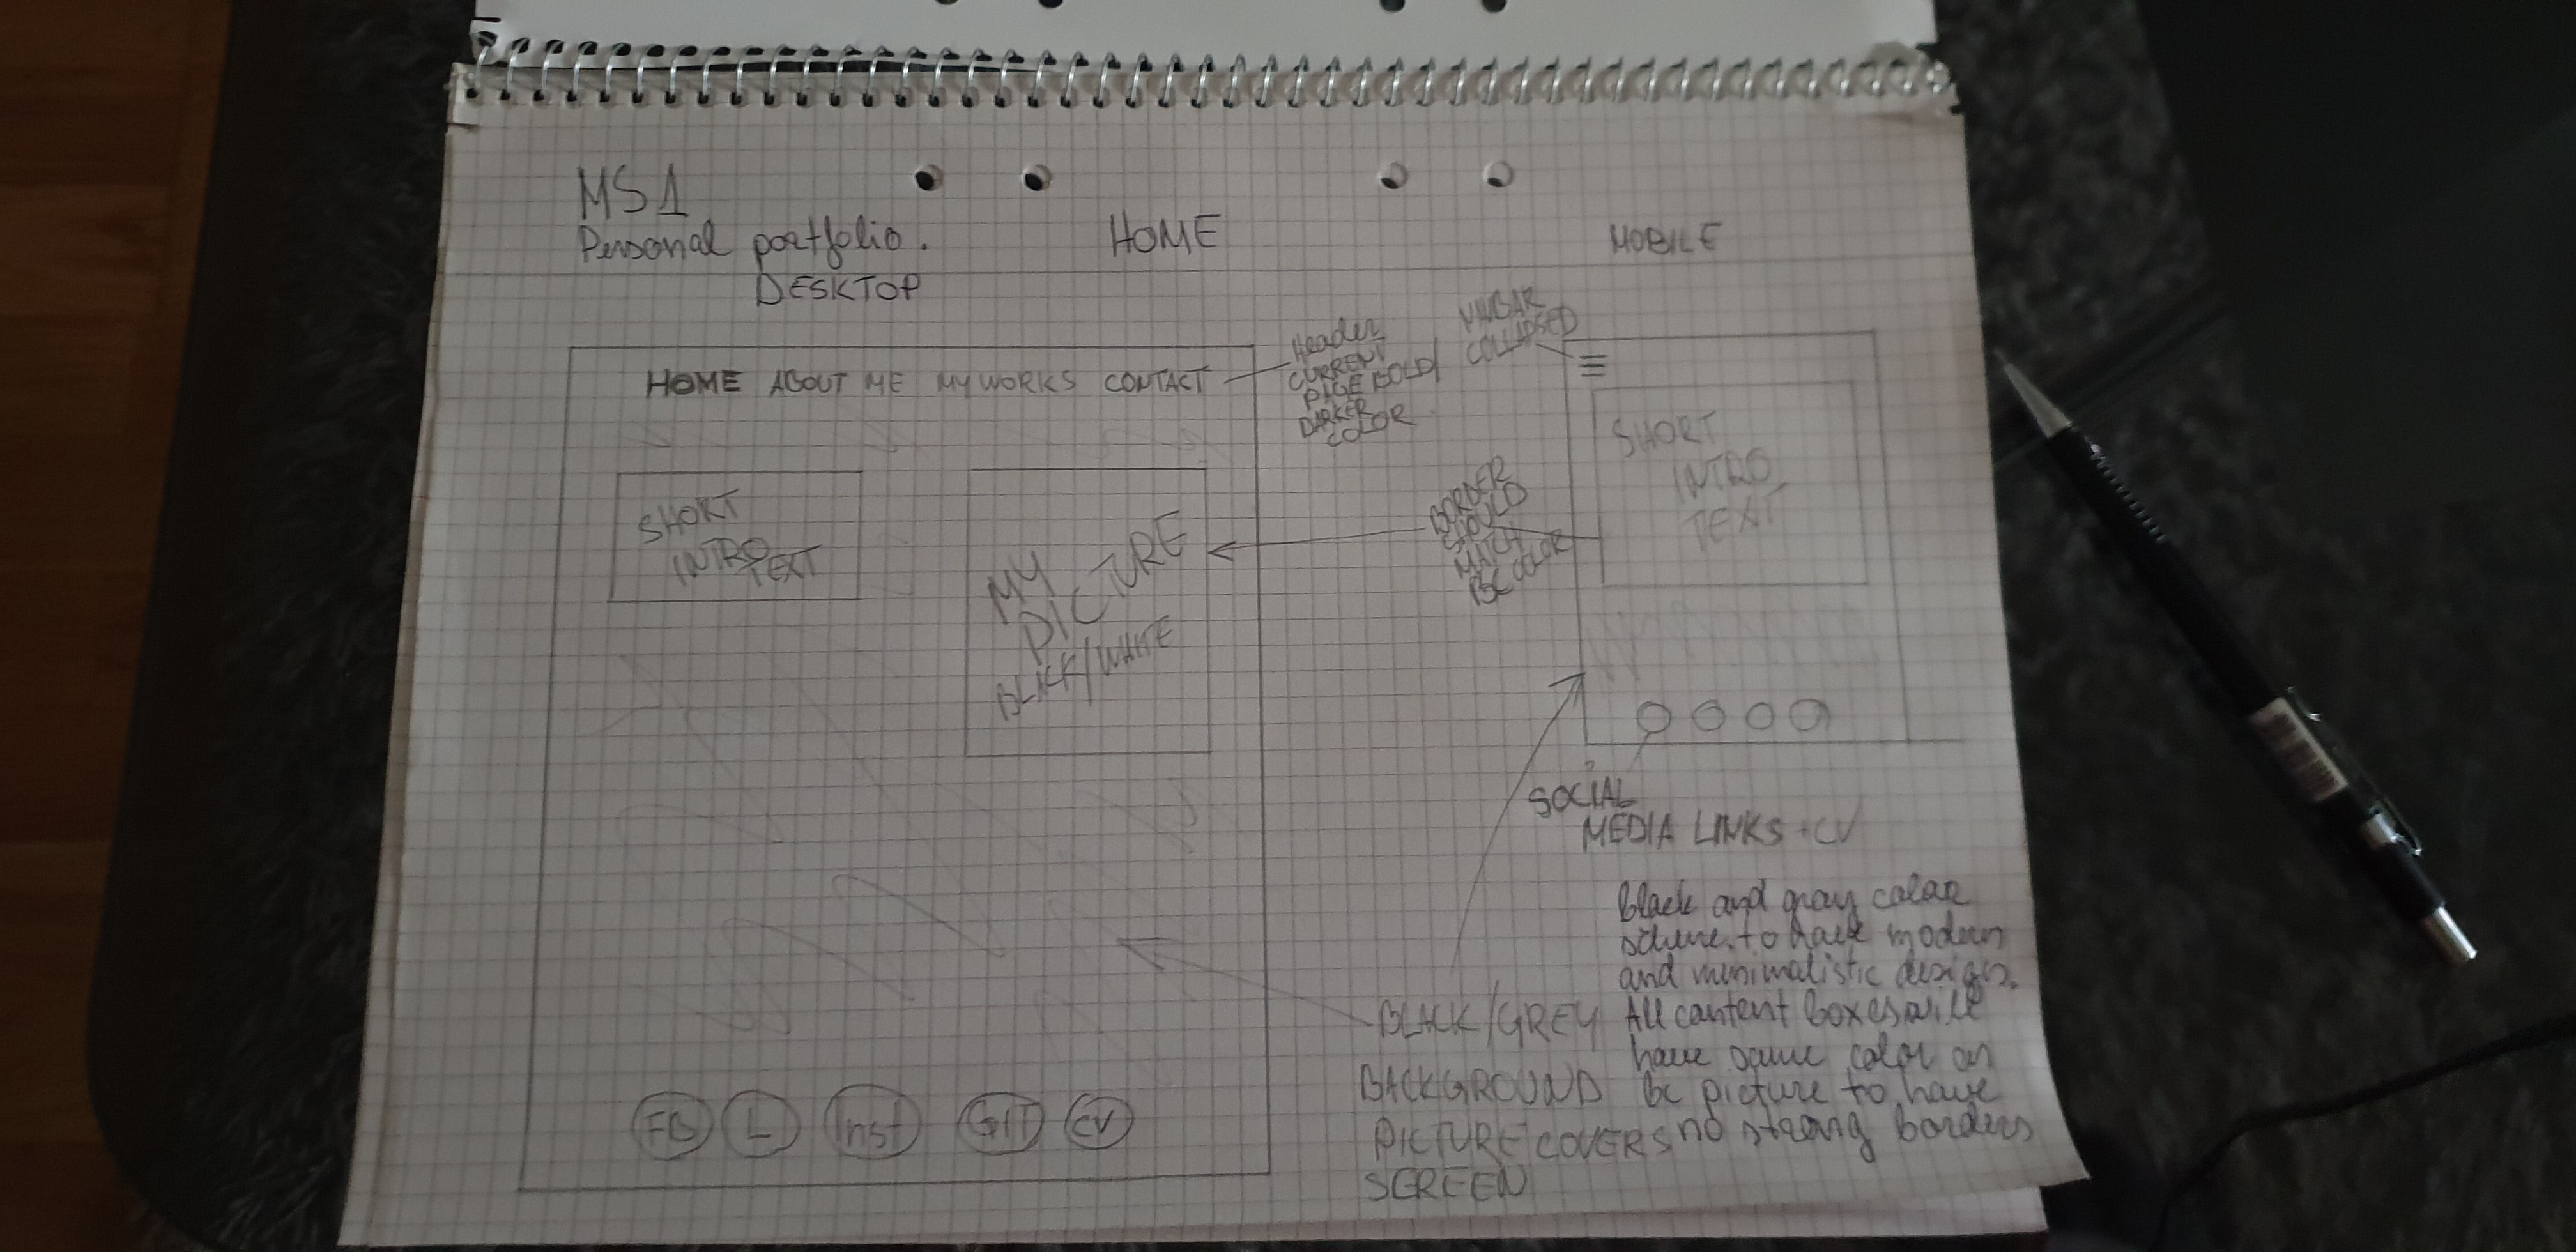 MS1
Personal portfolio.
HOME
MOBILE
DESKTOP
HOME ABOUT ME MY WORKS CONTACT
Header
CURRENT
PAGE BOLD/
DARKER
COLOR
NAVBAR
COLLAPSED
SHORT
INTRO
TEXT
MY
PICTURE
BLACK/WHITE
BORDER
SHOULD
MATCH
BC COLOR
SHORT
INTRO
TEXT
SOCIAL
MEDIA LINKS + CV
FB L Inst GIT CV
BLACK/GREY
BACKGROUND
PICTURE COVERS
SCREEN
Black and gray color
scheme to have modern
and minimalistic design.
All content boxes will
have same color as
bc picture to have
no strong borders